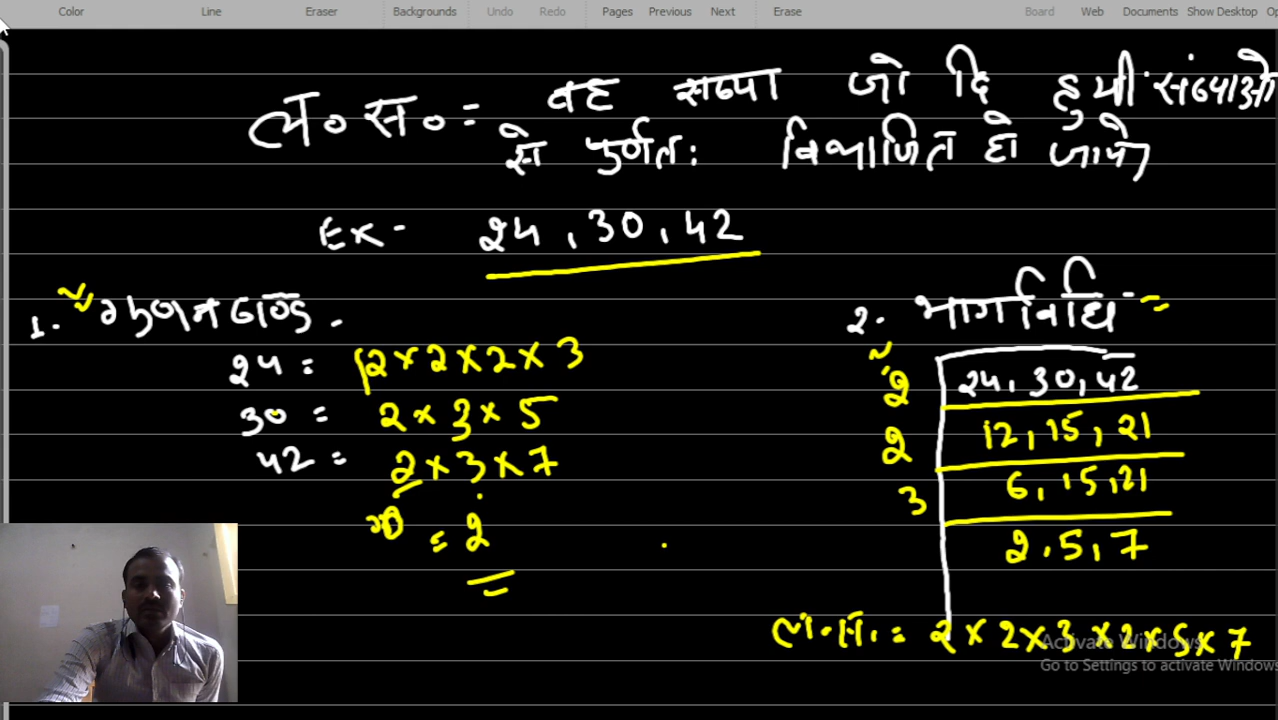 Color Line Eraser Backgrounds Undo Redo Pages Previous Next Erase Board Web Documents Show Desktop Op
ल० स० = वह सख्या जो दि हुयी संख्याओ
से पुर्णत: विभाजित हो जाये
Ex- 24, 30, 42
1. गुणनखण्ड -
24 = 2 × 2 × 2 × 3
30 = 2 × 3 × 5
42 = 2 × 3 × 7
= 2
2. भागविधि - =
2 24, 30, 42
2 12, 15, 21
3 6, 15, 21
2, 5, 7
ल.स. = 2 × 2 × 3 × 2 × 5 × 7
Activate Windows
Go to Settings to activate Windows